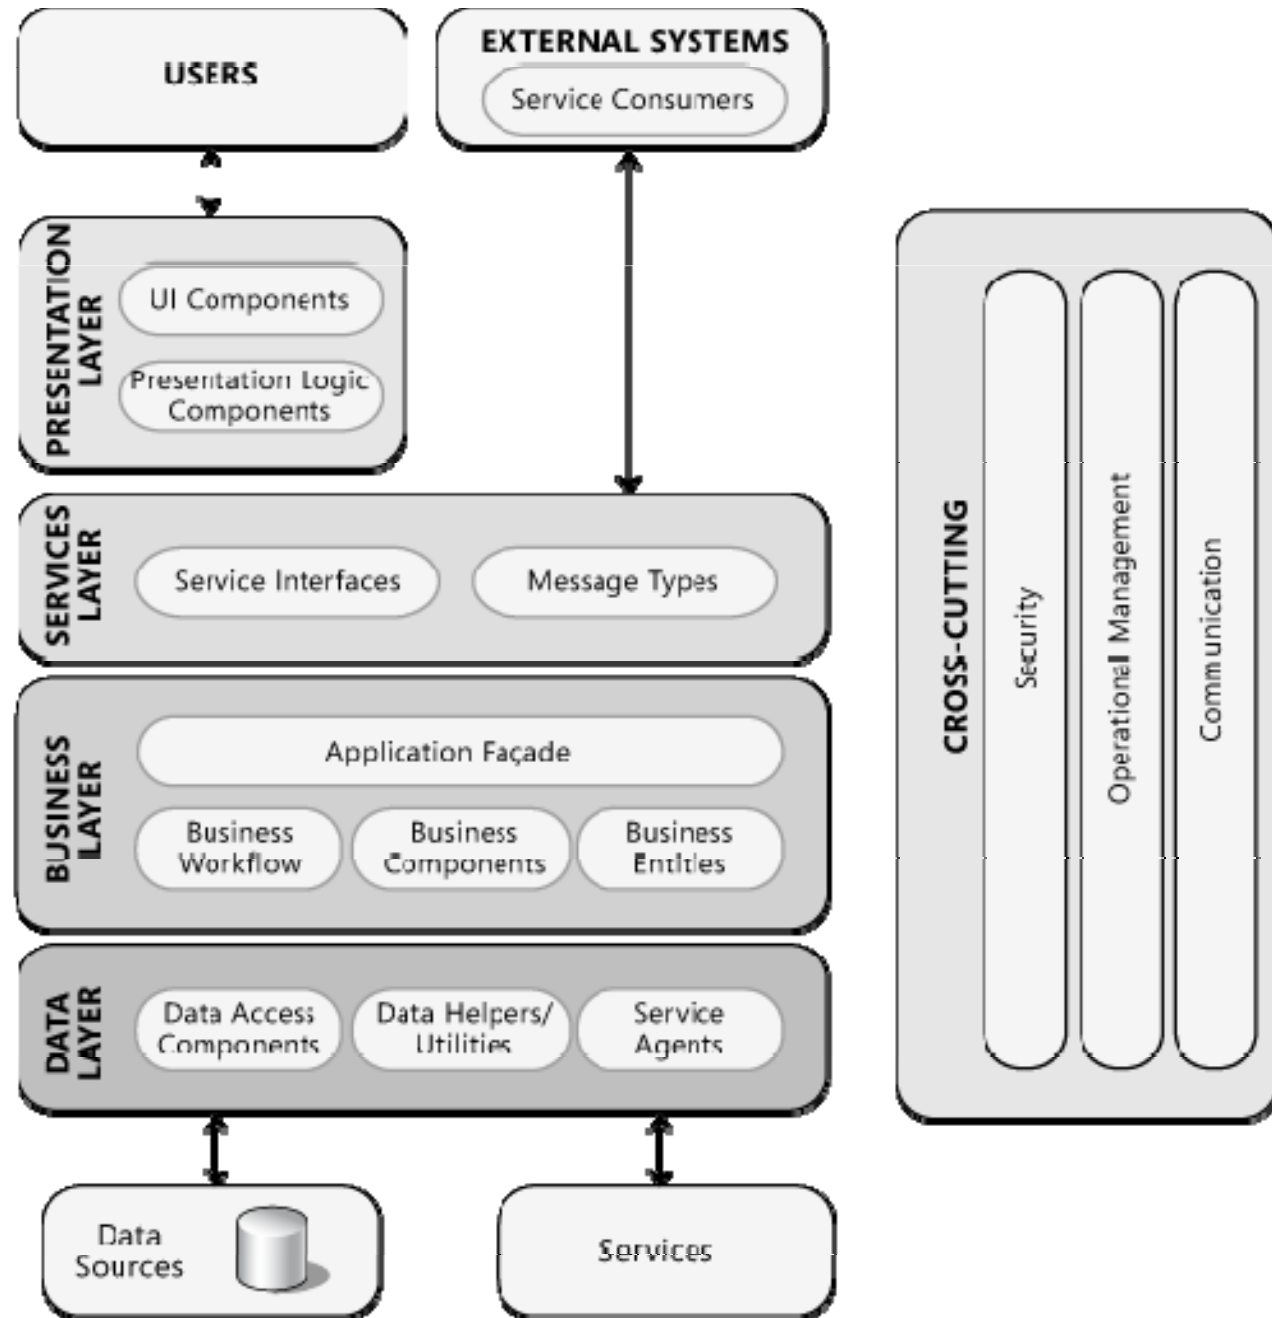 USERS
EXTERNAL SYSTEMS
Service Consumers
PRESENTATION
LAYER
UI Components
Presentation Logic
Components
SERVICES
LAYER
Service Interfaces
Message Types
BUSINESS
LAYER
Application Façade
Business
Workflow
Business
Components
Business
Entities
DATA
LAYER
Data Access
Components
Data Helpers/
Utilities
Service
Agents
Data
Sources
Services
CROSS-CUTTING
Security
Operational Management
Communication